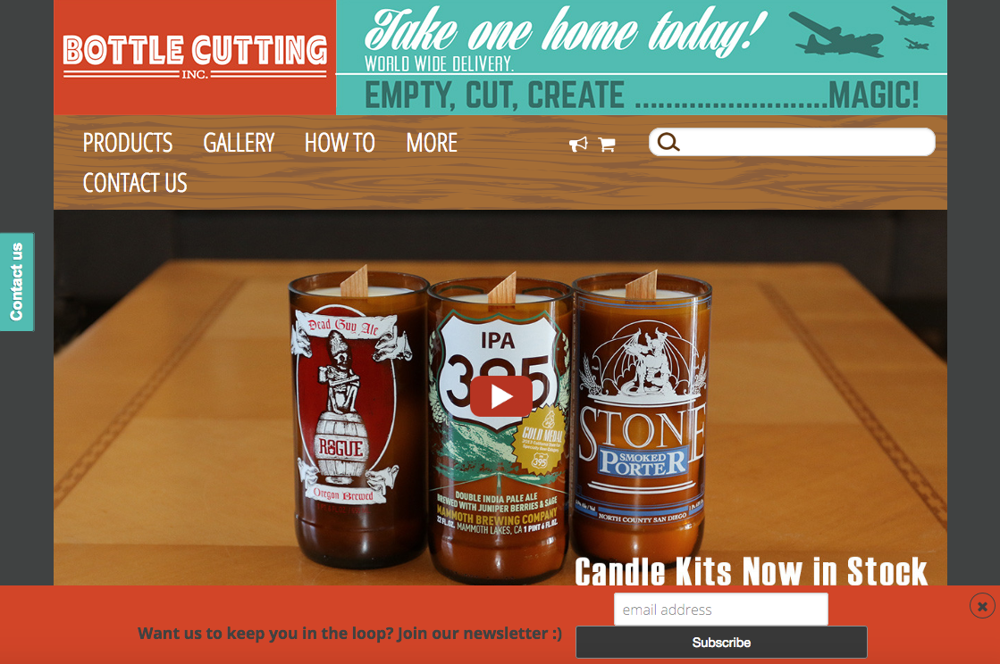 BOTTLE CUTTING
INC.
Take one home today!
WORLD WIDE DELIVERY.
EMPTY, CUT, CREATE ..........................MAGIC!
PRODUCTS GALLERY HOW TO MORE
CONTACT US
Contact us
Dead Guy Ale
ROGUE
Oregon Brewed
IPA
395
GOLD MEDAL
395
DOUBLE INDIA PALE ALE
BREWED WITH JUNIPER BERRIES & SAGE
MAMMOTH BREWING COMPANY
22 FL.OZ. MAMMOTH LAKES, CA 1 PINT 6 FL.OZ.
STONE
SMOKED
PORTER
NORTH COUNTY SAN DIEGO
Candle Kits Now in Stock
Want us to keep you in the loop? Join our newsletter :)
email address
Subscribe